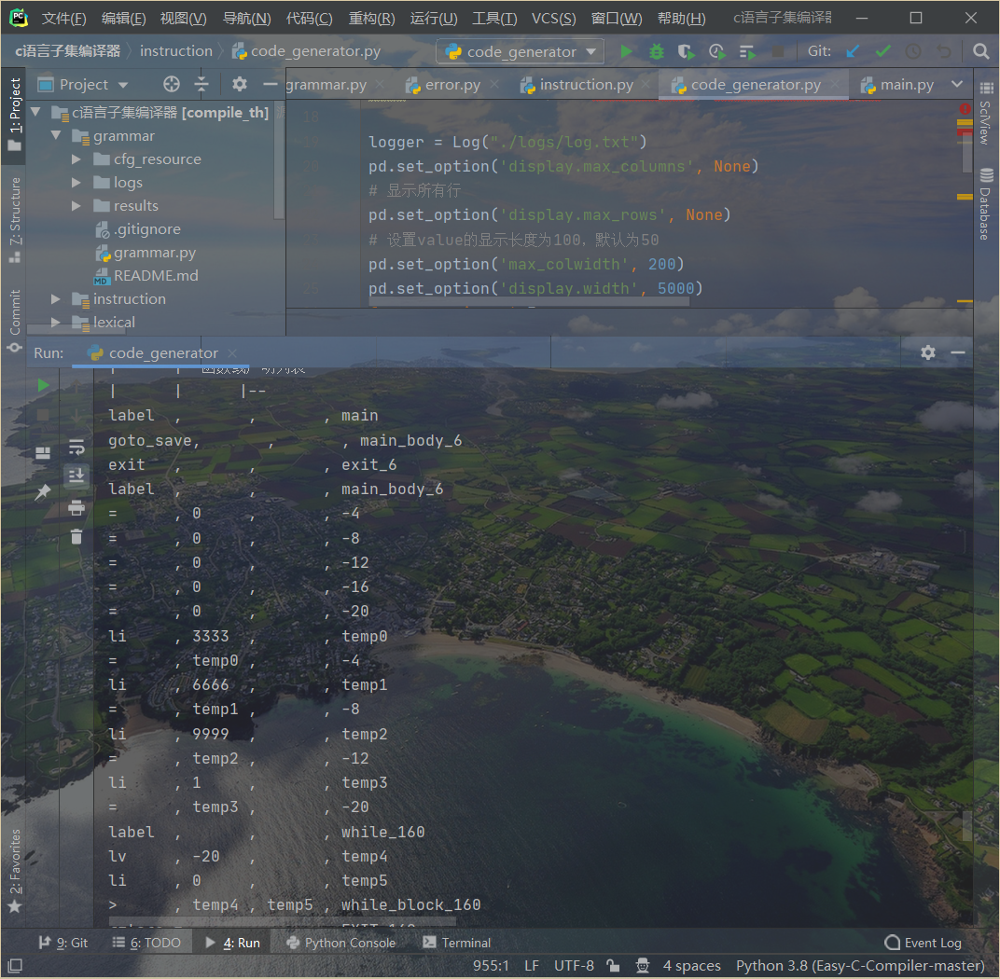 文件(F) 编辑(E) 视图(V) 导航(N) 代码(C) 重构(R) 运行(U) 工具(T) VCS(S) 窗口(W) 帮助(H) c语言子集编译器
c语言子集编译器 instruction code_generator.py code_generator Git:
Project grammar.py error.py instruction.py code_generator.py main.py
1: Project
Z: Structure
Commit
2: Favorites
SciView
Database
c语言子集编译器 [compile_th]
grammar
cfg_resource
logs
results
.gitignore
grammar.py
README.md
instruction
lexical
18
logger = Log("./logs/log.txt")
pd.set_option('display.max_columns', None)
# 显示所有行
pd.set_option('display.max_rows', None)
# 设置value的显示长度为100，默认为50
pd.set_option('max_colwidth', 200)
25 pd.set_option('display.width', 5000)
Run: code_generator
| | |--
label , , , main
goto_save, , , main_body_6
exit , , , exit_6
label , , , main_body_6
= , 0 , , -4
= , 0 , , -8
= , 0 , , -12
= , 0 , , -16
= , 0 , , -20
li , 3333 , , temp0
= , temp0 , , -4
li , 6666 , , temp1
= , temp1 , , -8
li , 9999 , , temp2
= , temp2 , , -12
li , 1 , , temp3
= , temp3 , , -20
label , , , while_160
lv , -20 , , temp4
li , 0 , , temp5
> , temp4 , temp5 , while_block_160
9: Git 6: TODO 4: Run Python Console Terminal Event Log
955:1 LF UTF-8 4 spaces Python 3.8 (Easy-C-Compiler-master)